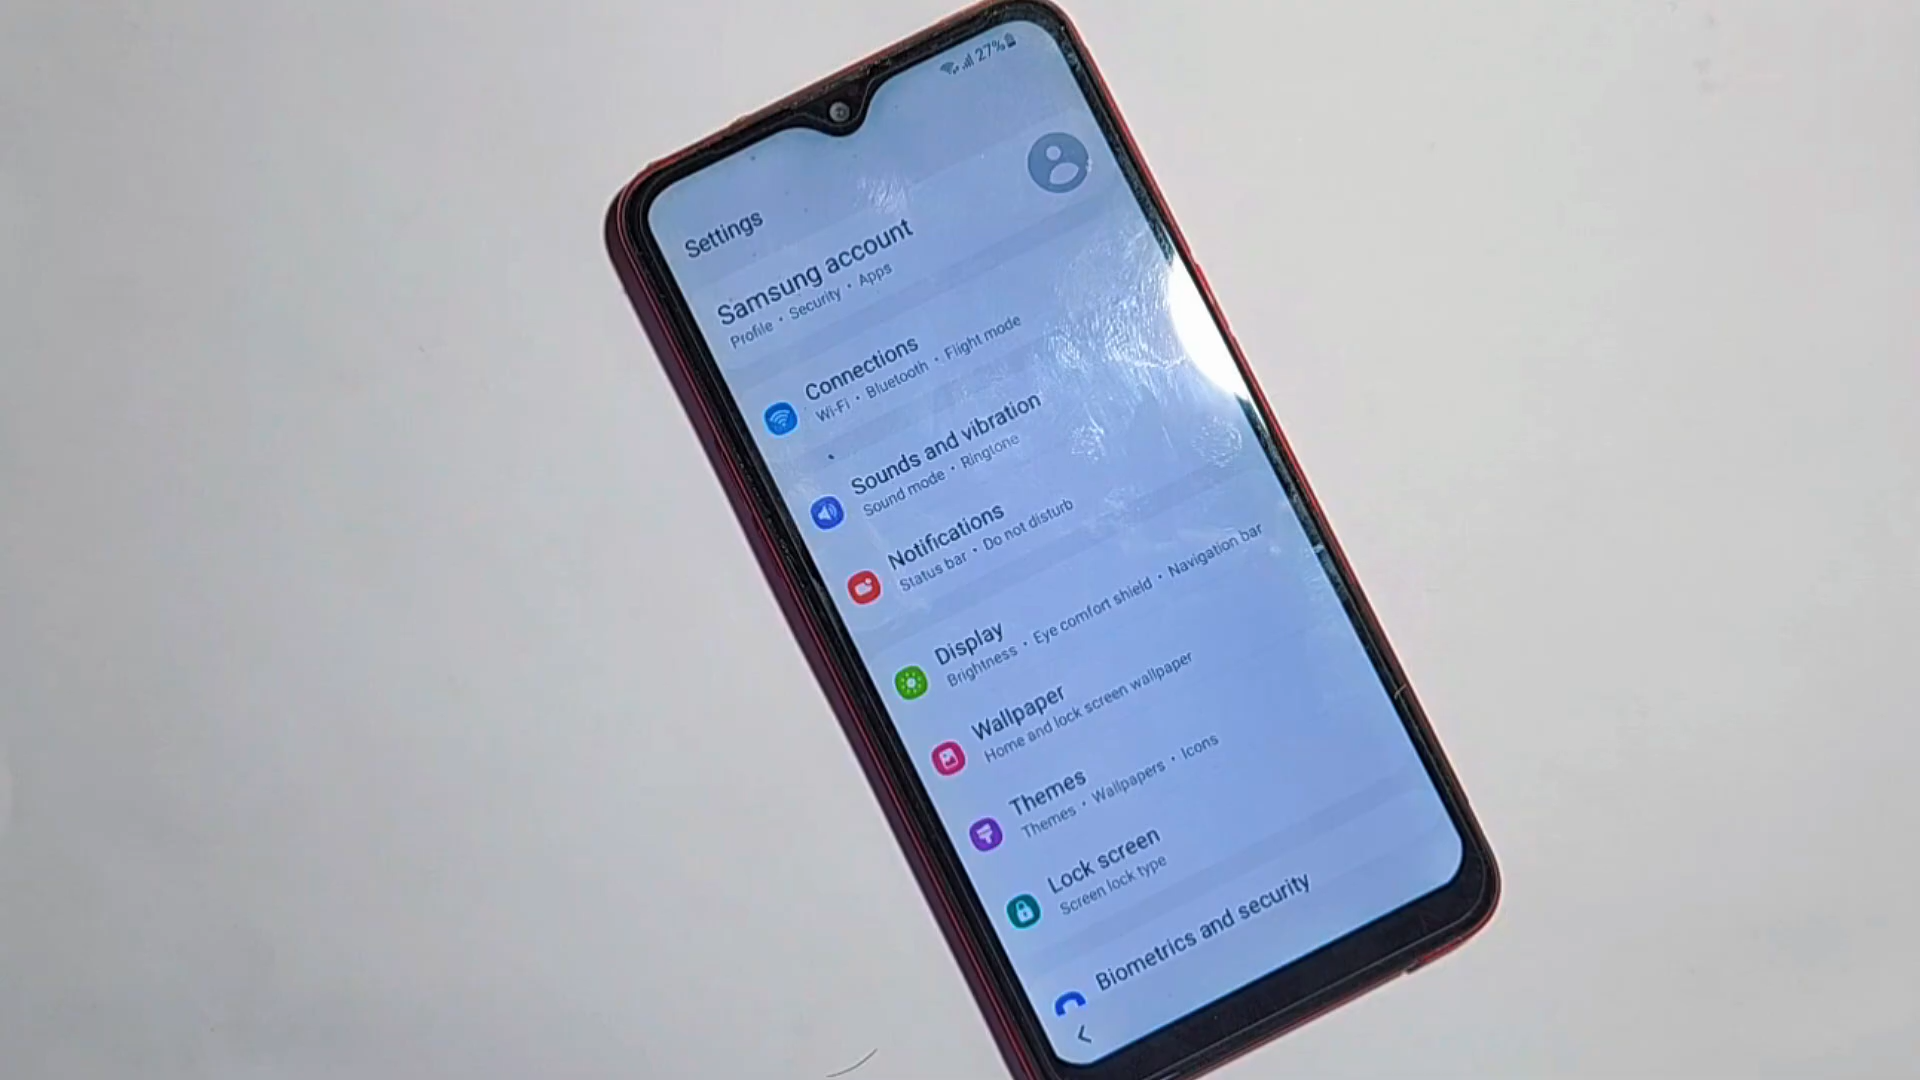 27%
Settings
Samsung account
Profile • Security • Apps
Connections
Wi-Fi • Bluetooth • Flight mode
Sounds and vibration
Sound mode • Ringtone
Notifications
Status bar • Do not disturb
Display
Brightness • Eye comfort shield • Navigation bar
Wallpaper
Home and lock screen wallpaper
Themes
Themes • Wallpapers • Icons
Lock screen
Screen lock type
Biometrics and security